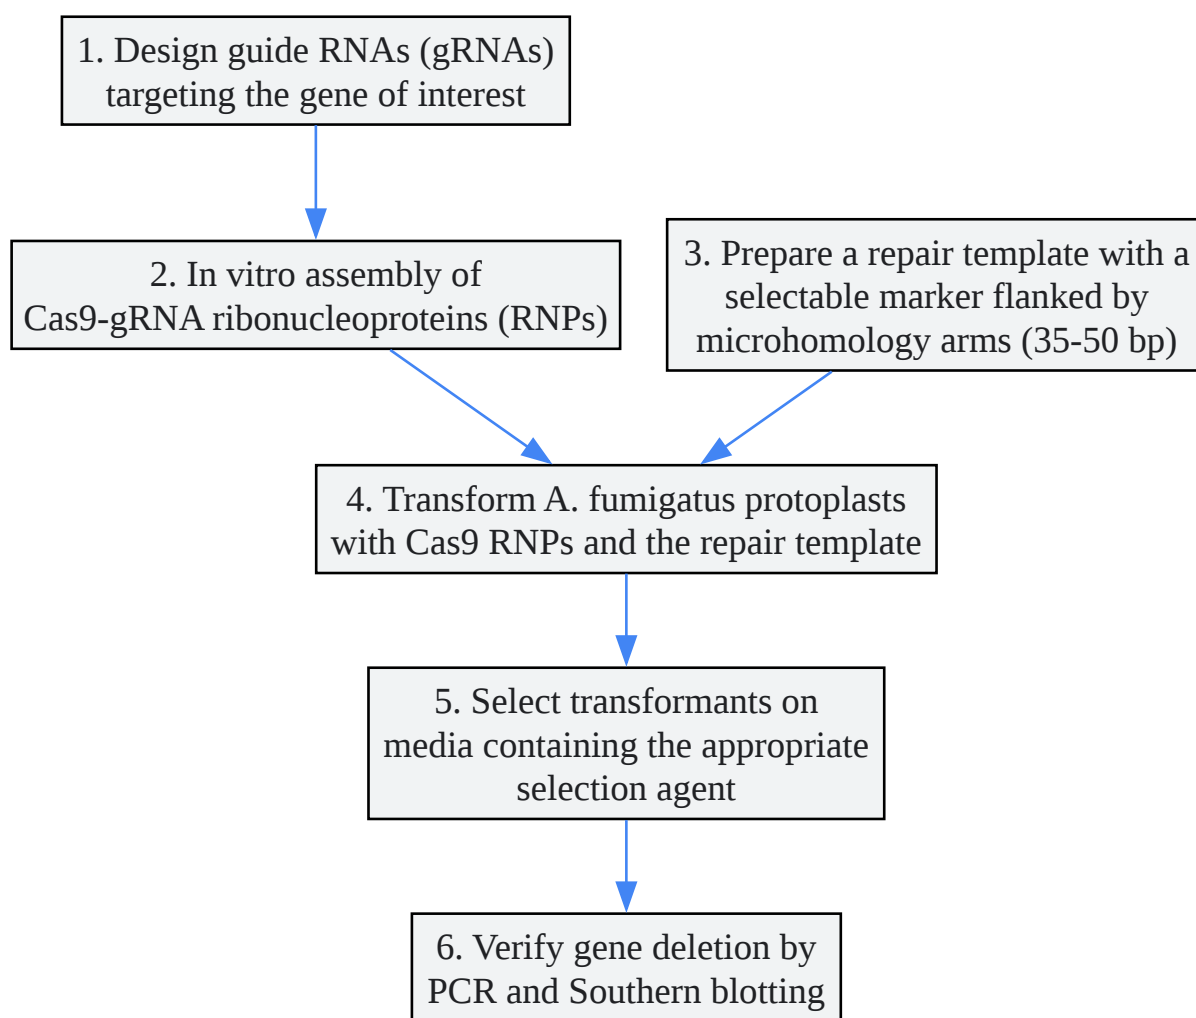 1. Design guide RNAs (gRNAs)
targeting the gene of interest
2. In vitro assembly of
Cas9-gRNA ribonucleoproteins (RNPs)
3. Prepare a repair template with a
selectable marker flanked by
microhomology arms (35-50 bp)
4. Transform A. fumigatus protoplasts
with Cas9 RNPs and the repair template
5. Select transformants on
media containing the appropriate
selection agent
6. Verify gene deletion by
PCR and Southern blotting